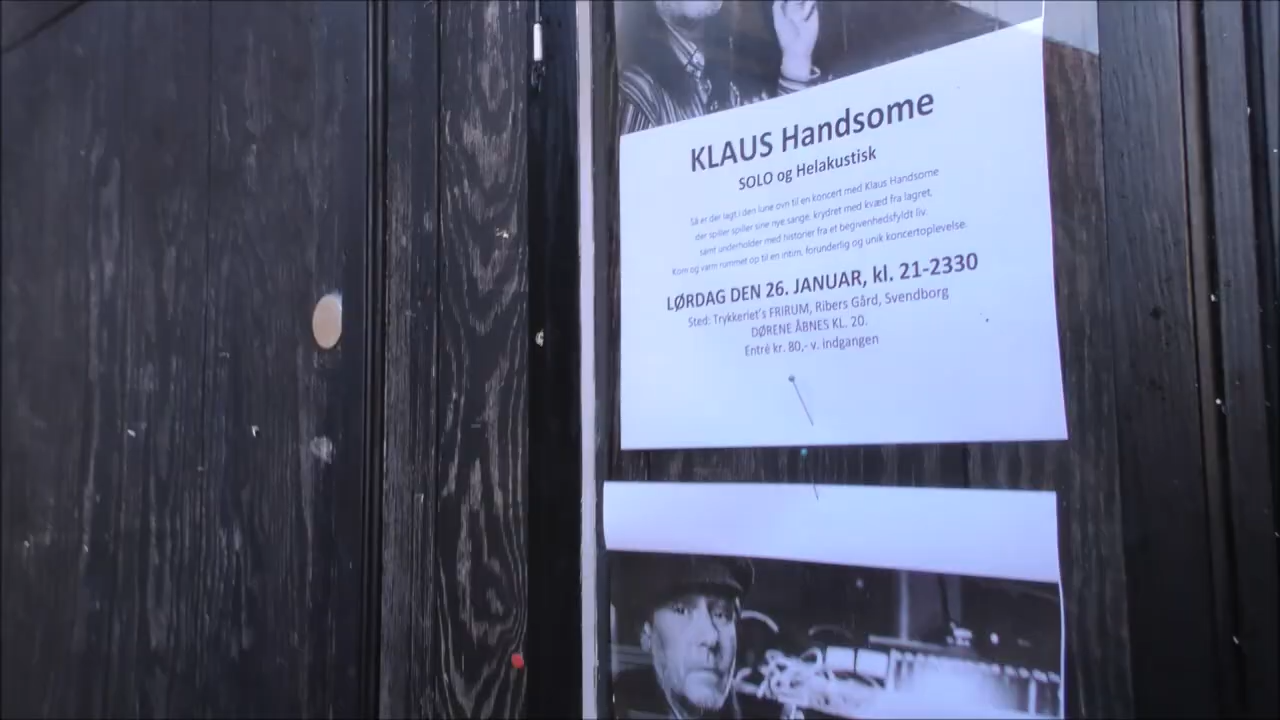 KLAUS Handsome
SOLO og Helakustisk
Så er der lagt i den lune ovn til en koncert med Klaus Handsome
der spiller spiller sine nye sange, krydret med kvæd fra lagret,
samt underholder med historier fra et begivenhedsfyldt liv.
Kom og varm rummet op til en intim, forunderlig og unik koncertoplevelse.
LØRDAG DEN 26. JANUAR, kl. 21-2330
Sted: Trykkeriet's FRIRUM, Ribers Gård, Svendborg
DØRENE ÅBNES KL. 20.
Entrè kr. 80,- v. indgangen